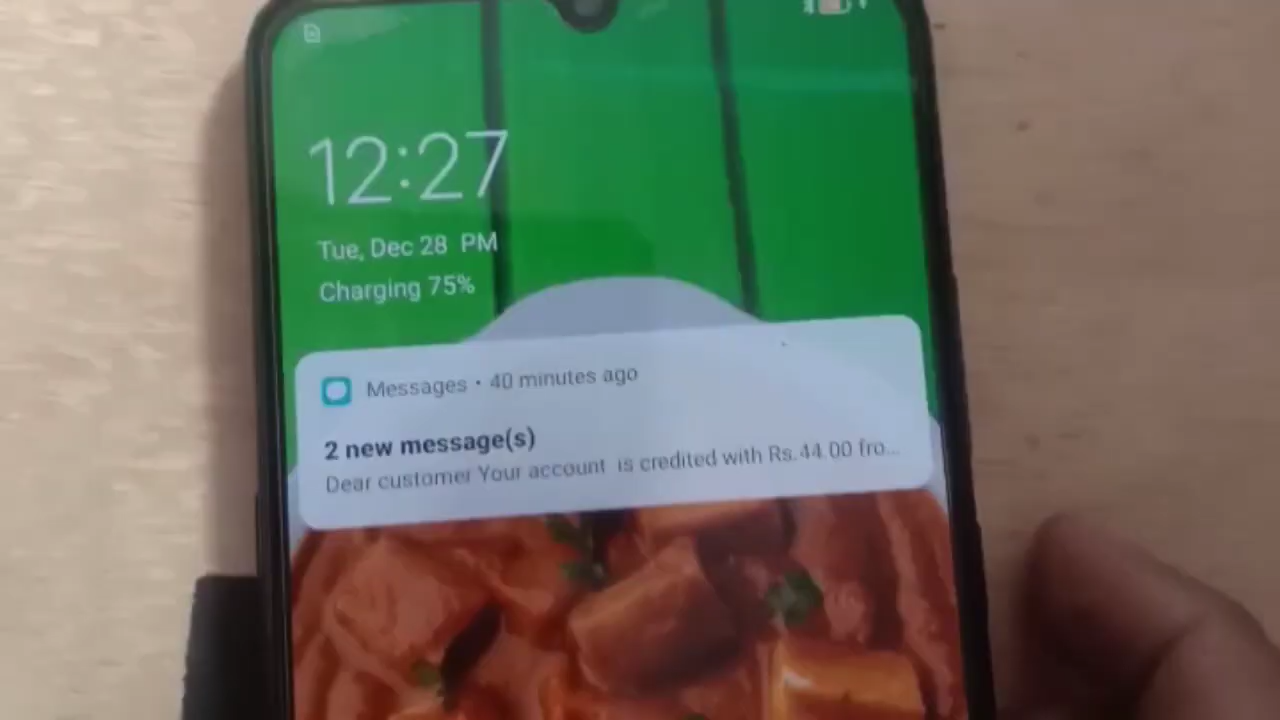 12:27
Tue, Dec 28 PM
Charging 75%
Messages • 40 minutes ago
2 new message(s)
Dear customer Your account is credited with Rs.44.00 fro...